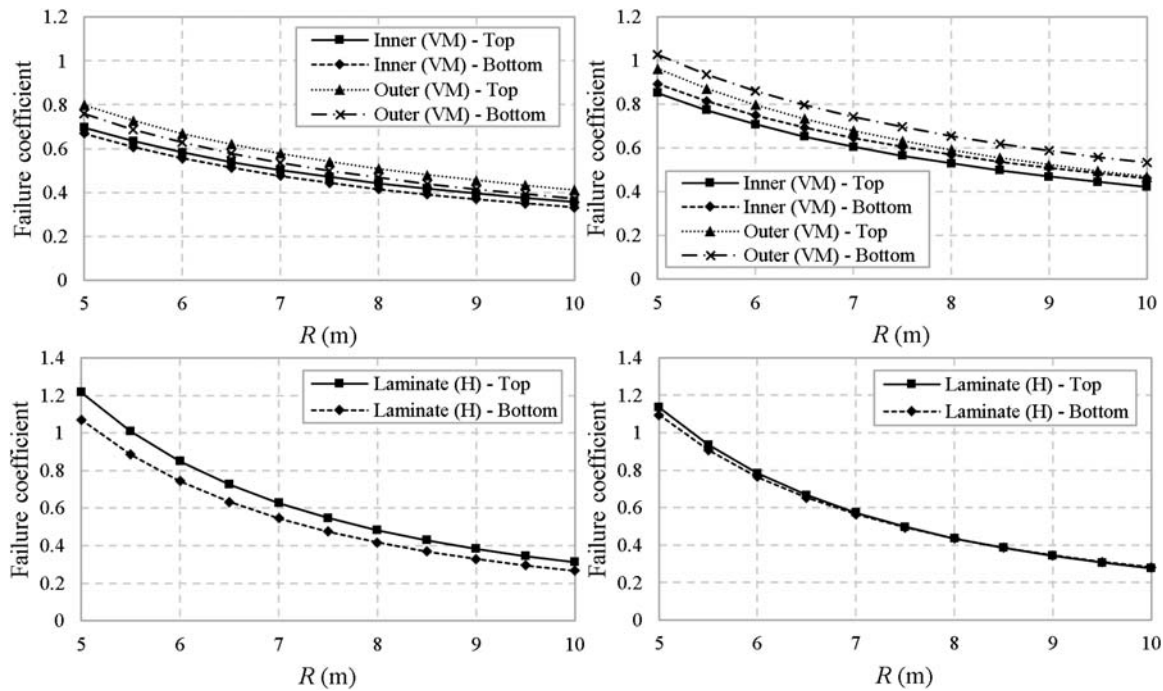 Failure coefficient
1.2
1
0.8
0.6
0.4
0.2
0
Inner (VM) - Top
Inner (VM) - Bottom
Outer (VM) - Top
Outer (VM) - Bottom
5 6 7 8 9 10
R (m)
Failure coefficient
1.2
1
0.8
0.6
0.4
0.2
0
Inner (VM) - Top
Inner (VM) - Bottom
Outer (VM) - Top
Outer (VM) - Bottom
5 6 7 8 9 10
R (m)
Failure coefficient
1.4
1.2
1
0.8
0.6
0.4
0.2
0
Laminate (H) - Top
Laminate (H) - Bottom
5 6 7 8 9 10
R (m)
Failure coefficient
1.4
1.2
1
0.8
0.6
0.4
0.2
0
Laminate (H) - Top
Laminate (H) - Bottom
5 6 7 8 9 10
R (m)